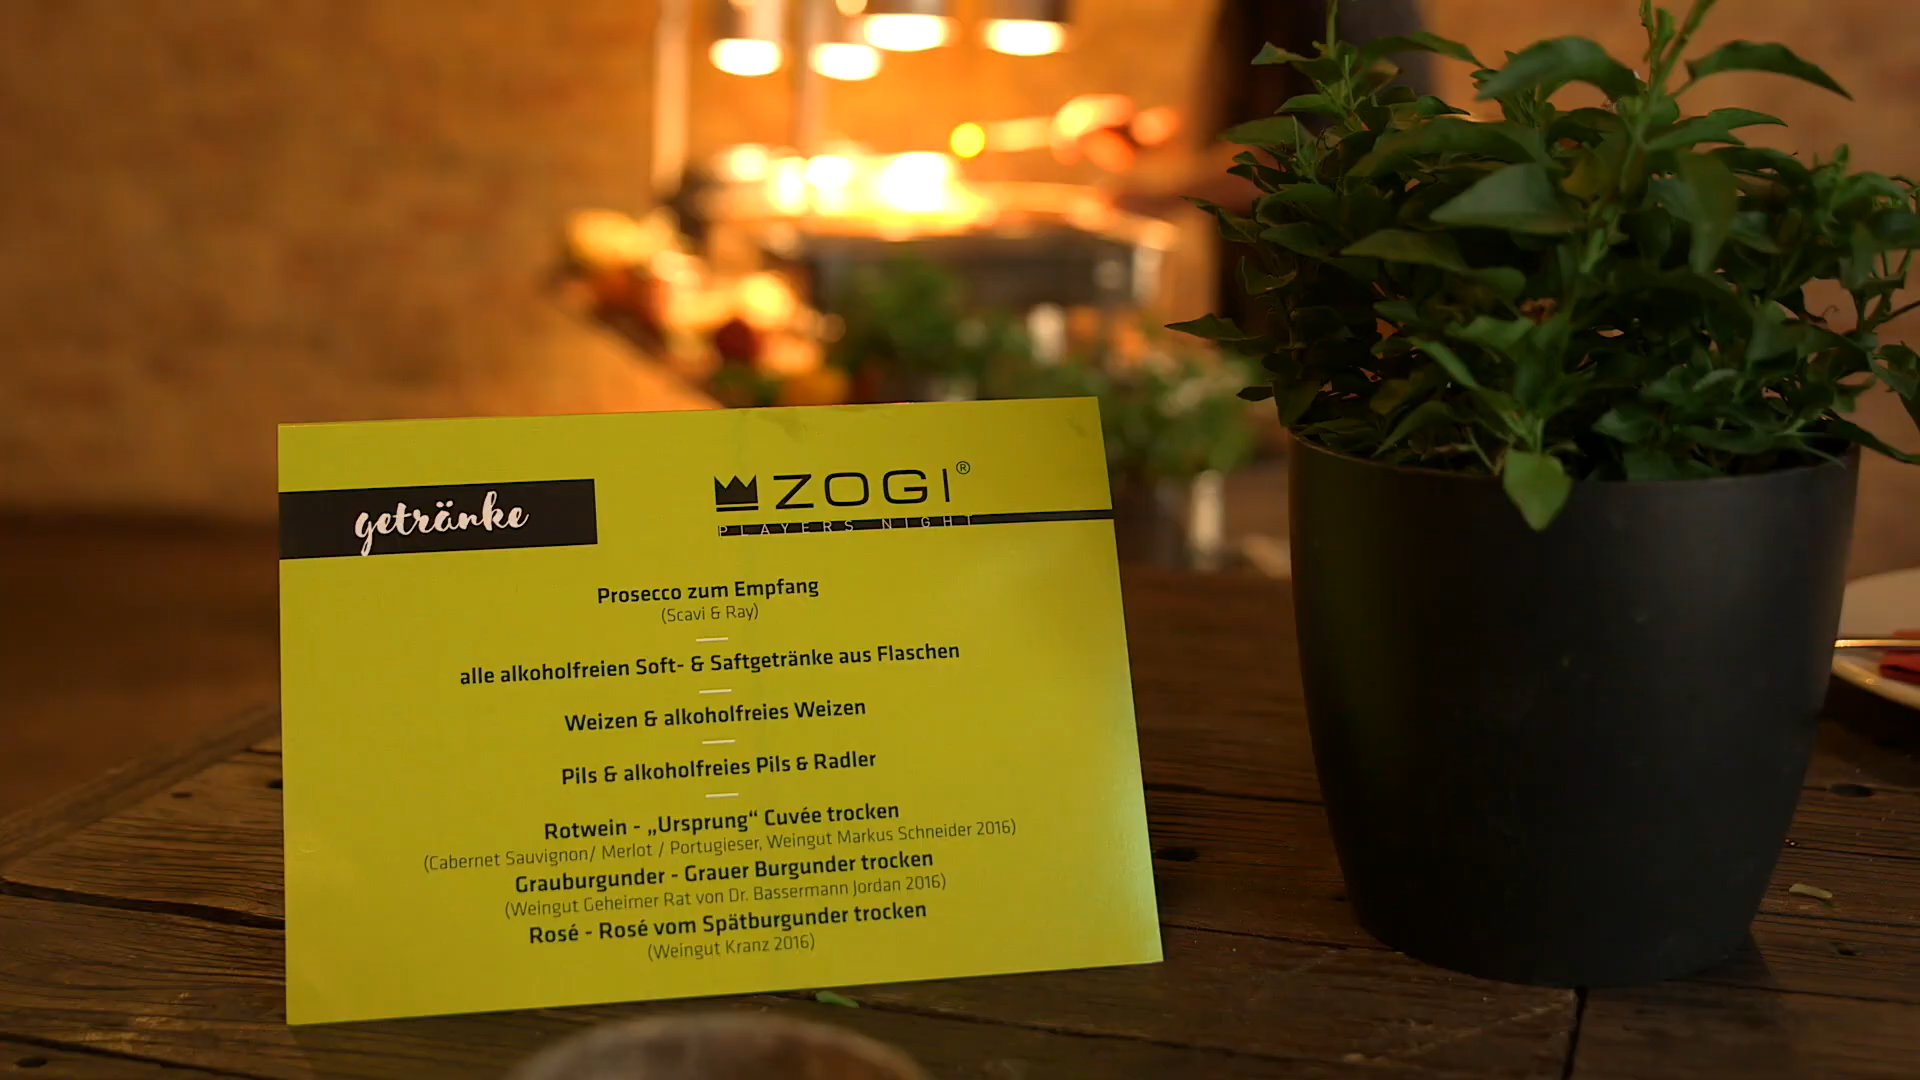 getränke
ZOGI®
PLAYERS NIGHT
Prosecco zum Empfang
(Scavi & Ray)
alle alkoholfreien Soft- & Saftgetränke aus Flaschen
Weizen & alkoholfreies Weizen
Pils & alkoholfreies Pils & Radler
Rotwein - „Ursprung“ Cuvée trocken
(Cabernet Sauvignon/ Merlot / Portugieser, Weingut Markus Schneider 2016)
Grauburgunder - Grauer Burgunder trocken
(Weingut Geheimer Rat von Dr. Bassermann Jordan 2016)
Rosé - Rosé vom Spätburgunder trocken
(Weingut Kranz 2016)